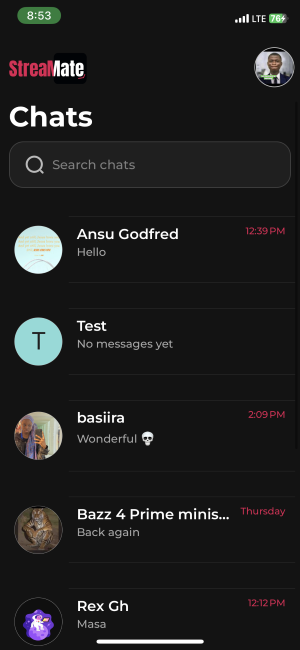 8:53
LTE 76
StreaMate
Chats
Search chats
Ansu Godfred 12:39 PM
Hello
T
Test
No messages yet
basiira 2:09 PM
Wonderful 💀
Bazz 4 Prime minis... Thursday
Back again
Rex Gh 12:12 PM
Masa